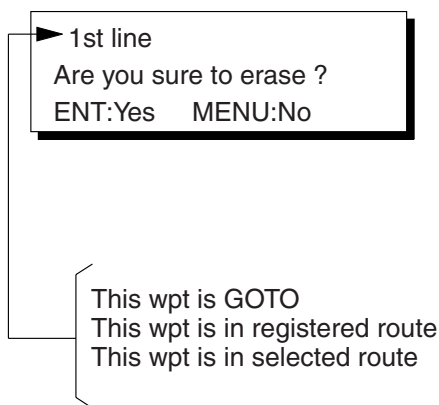 1st line
Are you sure to erase ?
ENT:Yes MENU:No
This wpt is GOTO
This wpt is in registered route
This wpt is in selected route